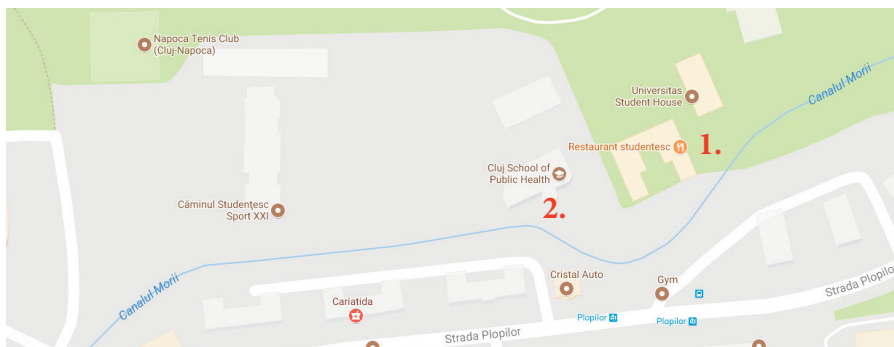 Napoca Tenis Club
(Cluj-Napoca)
Universitas
Student House
Canalul Morii
Restaurant studentesc
1.
Cluj School of
Public Health
2.
Căminul Studențesc
Sport XXI
Canalul Morii
Cristal Auto
Gym
Cariatida
Plopilor
Plopilor
Strada Plopilor
Strada Plopilor